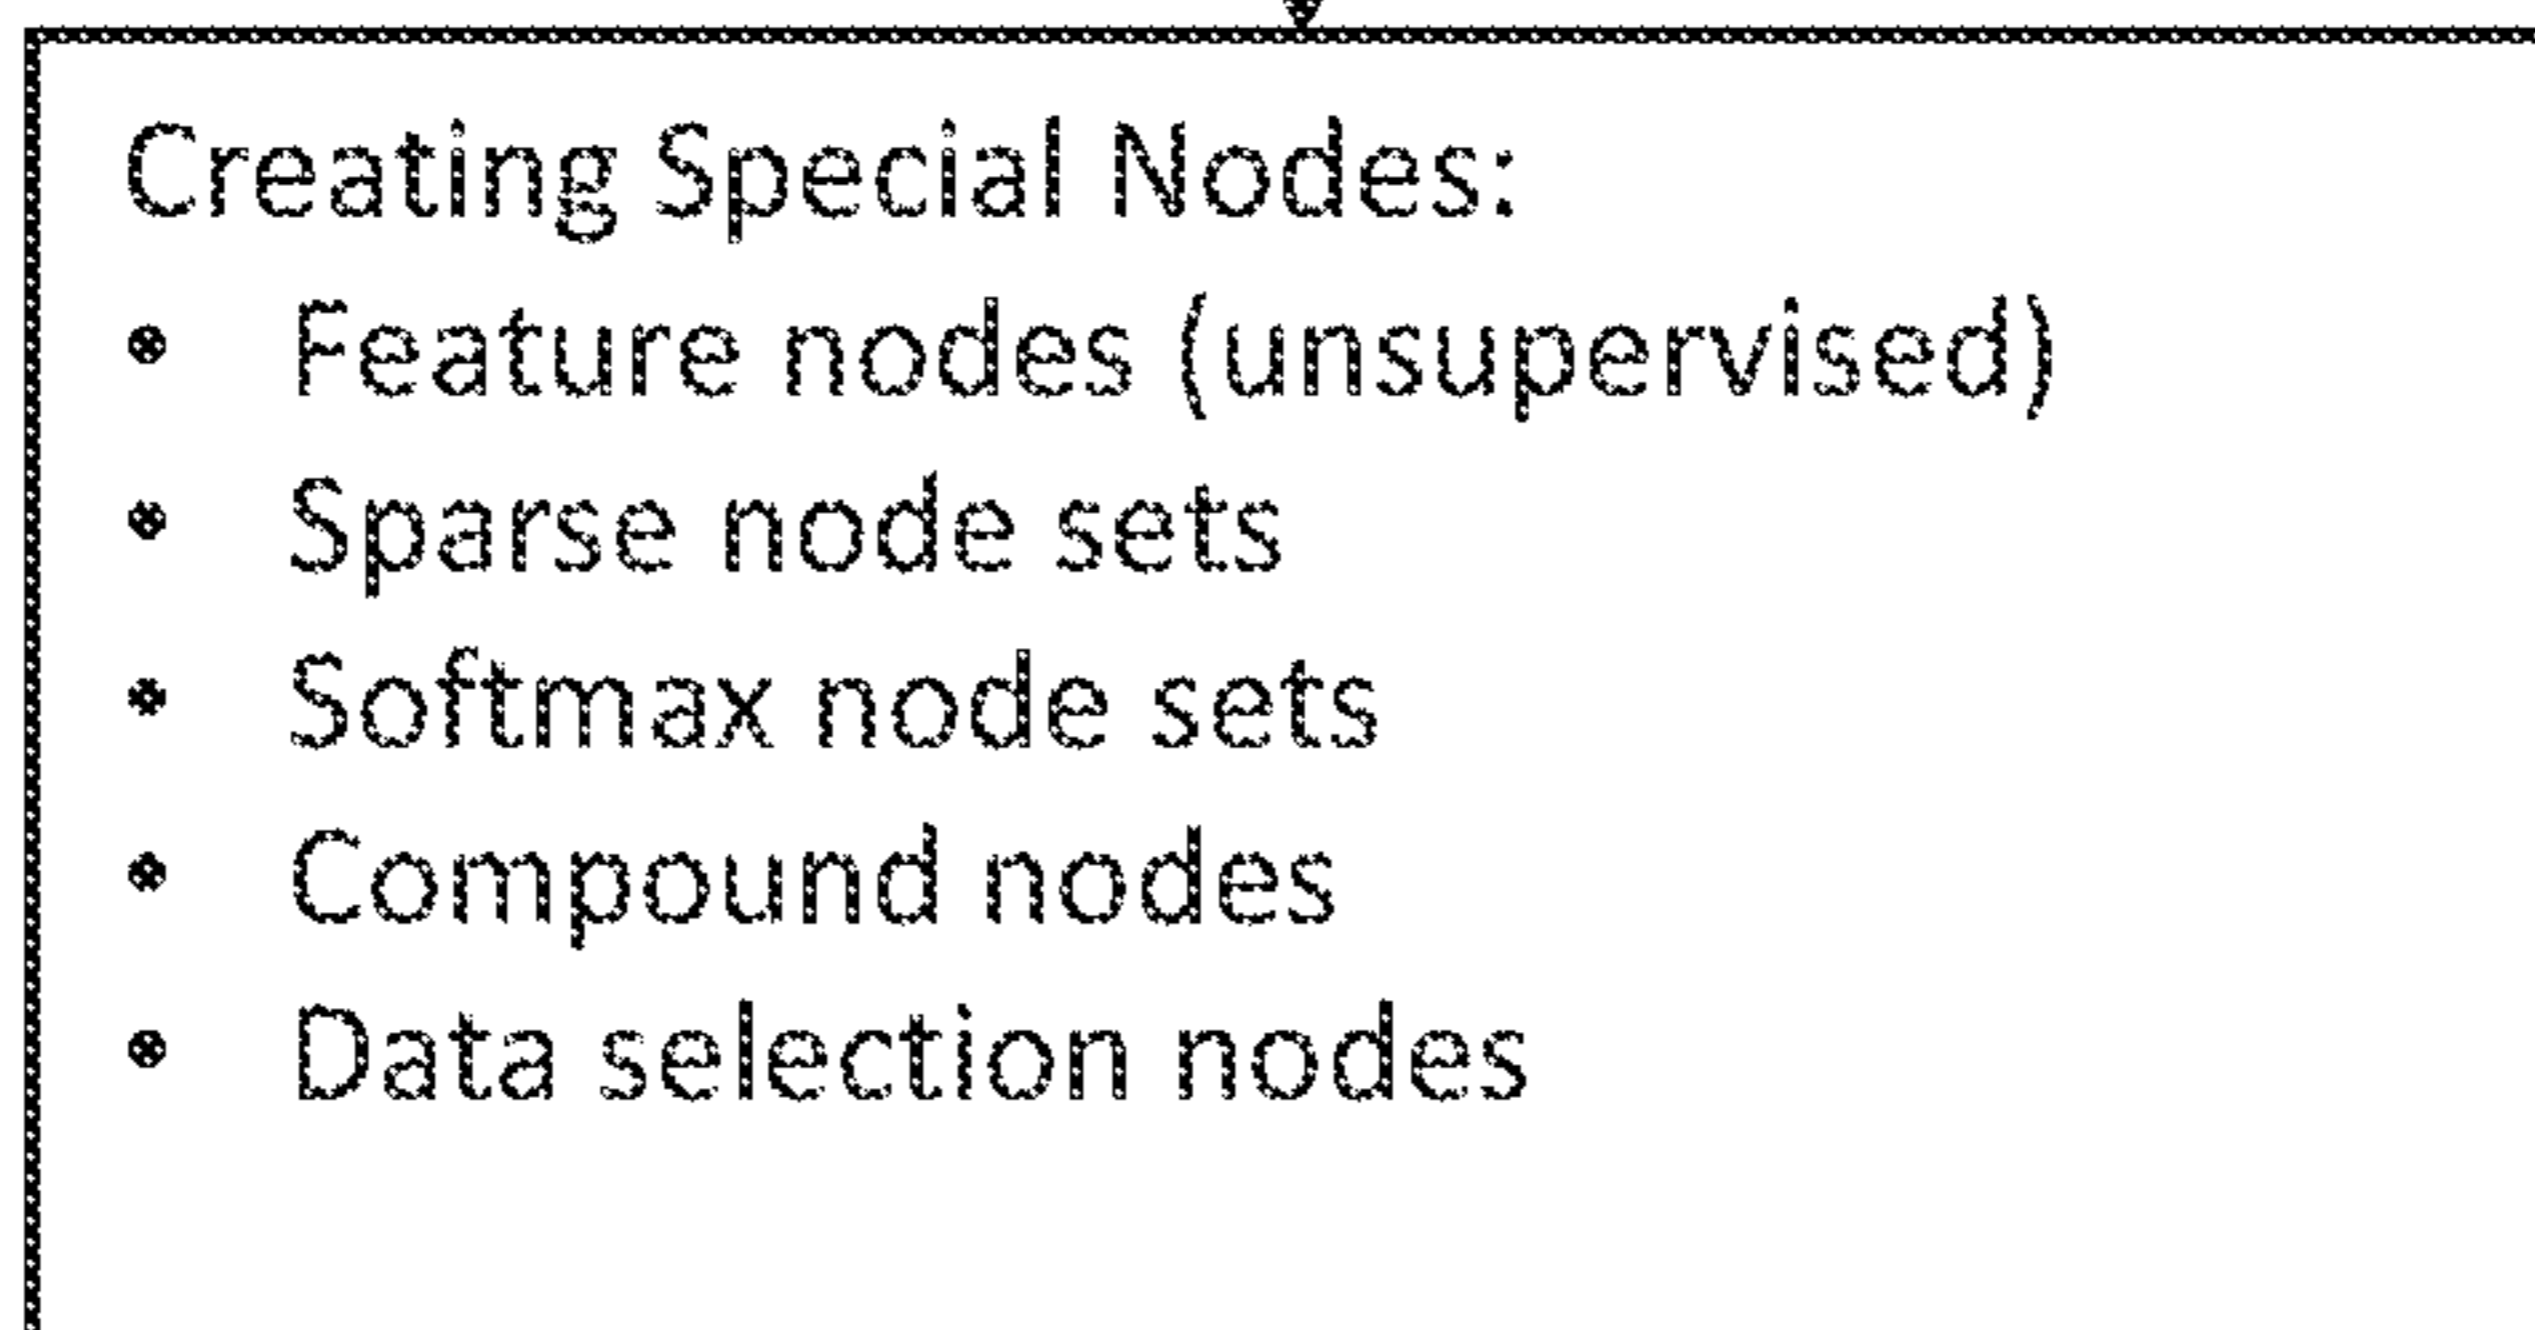 Creating Special Nodes:
• Feature nodes (unsupervised)
• Sparse node sets
• Softmax node sets
• Compound nodes
• Data selection nodes